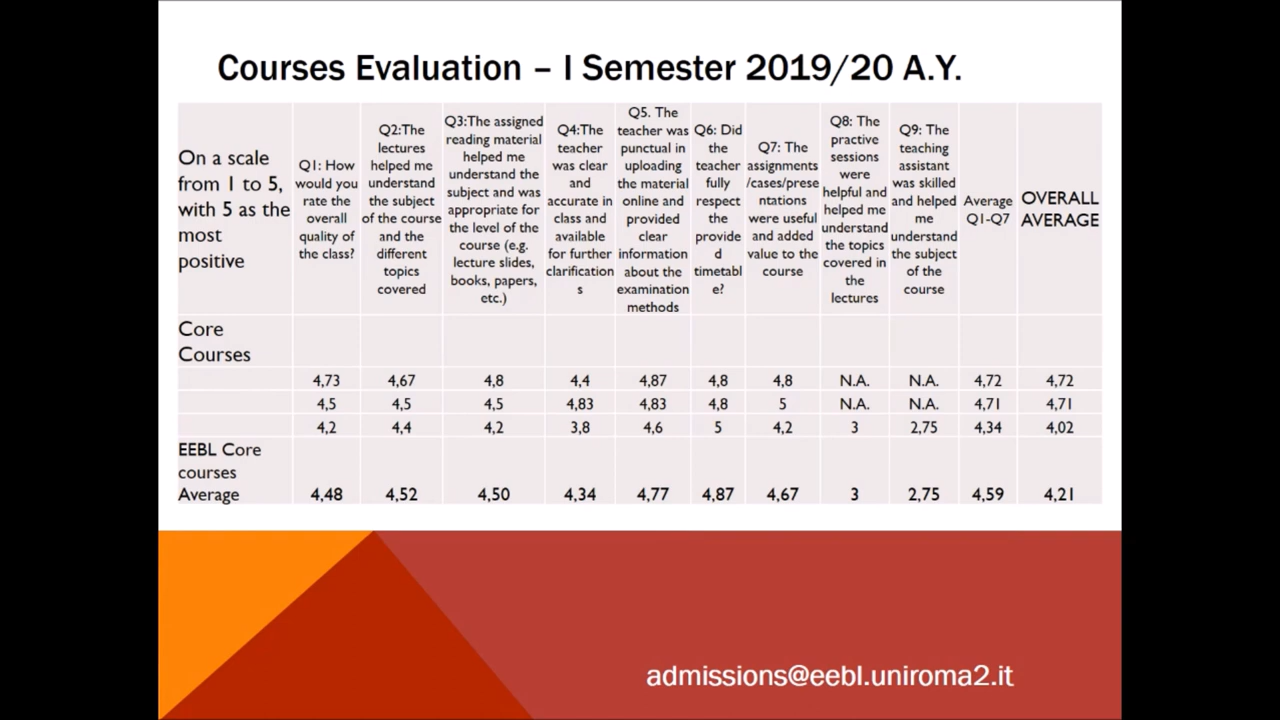 Courses Evaluation – I Semester 2019/20 A.Y.
On a scale
from 1 to 5,
with 5 as the
most
positive
Q1: How
would you
rate the
overall
quality of
the class?
Q2:The
lectures
helped me
understand
the subject
of the course
and the
different
topics
covered
Q3:The assigned
reading material
helped me
understand the
subject and was
appropriate for
the level of the
course (e.g.
lecture slides,
books, papers,
etc.)
Q4:The
teacher
was clear
and
accurate in
class and
available
for further
clarification
s
Q5. The
teacher was
punctual in
uploading
the material
online and
provided
clear
information
about the
examination
methods
Q6: Did
the
teacher
fully
respect
the
provide
d
timetabl
e?
Q7: The
assignments
/cases/prese
ntations
were useful
and added
value to the
course
Q8: The
practive
sessions
were
helpful and
helped me
understand
the topics
covered in
the
lectures
Q9: The
teaching
assistant
was skilled
and helped
me
understand
the subject
of the
course
Average
Q1-Q7
OVERALL
AVERAGE
Core
Courses
4,73 4,67 4,8 4,4 4,87 4,8 4,8 N.A. N.A. 4,72 4,72
4,5 4,5 4,5 4,83 4,83 4,8 5 N.A. N.A. 4,71 4,71
4,2 4,4 4,2 3,8 4,6 5 4,2 3 2,75 4,34 4,02
EEBL Core
courses
Average 4,48 4,52 4,50 4,34 4,77 4,87 4,67 3 2,75 4,59 4,21
admissions@eebl.uniroma2.it